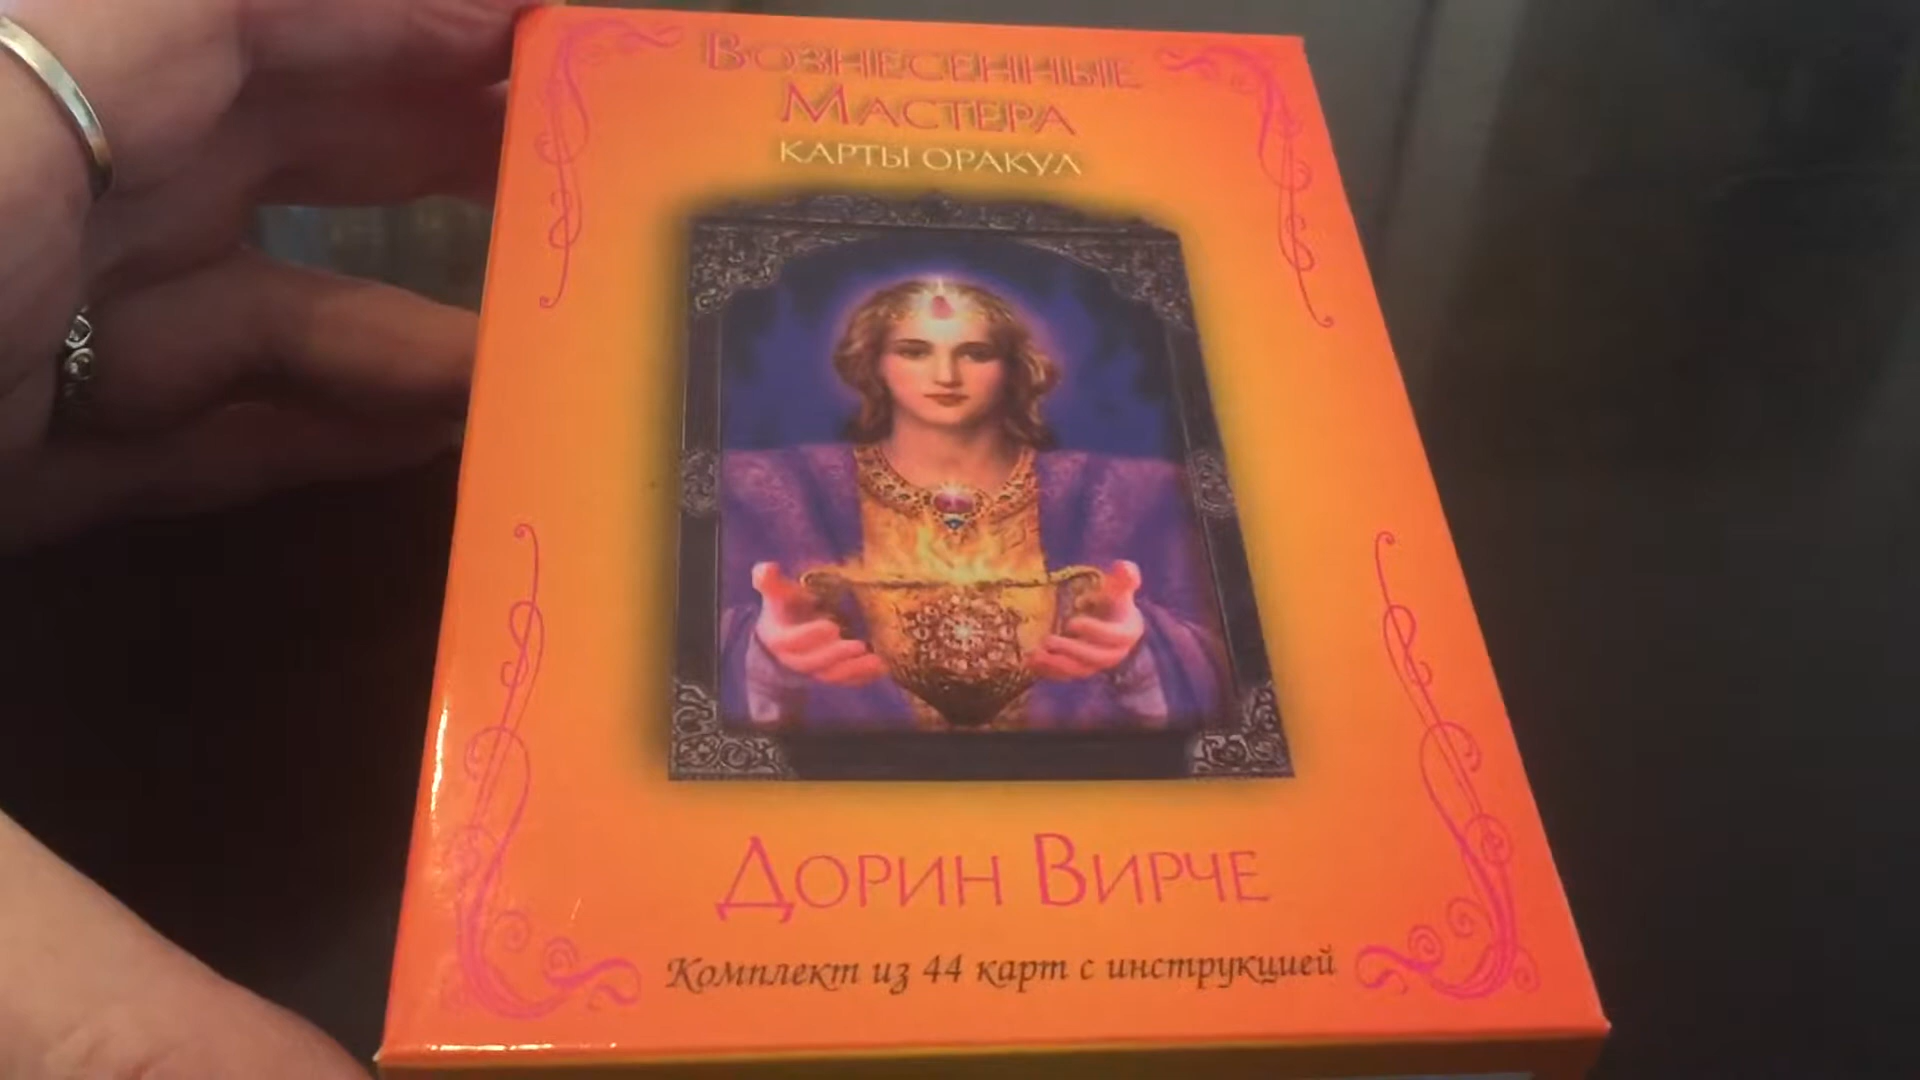 Вознесенные
Мастера
карты оракул
Дорин Вирче
Комплект из 44 карт с инструкцией